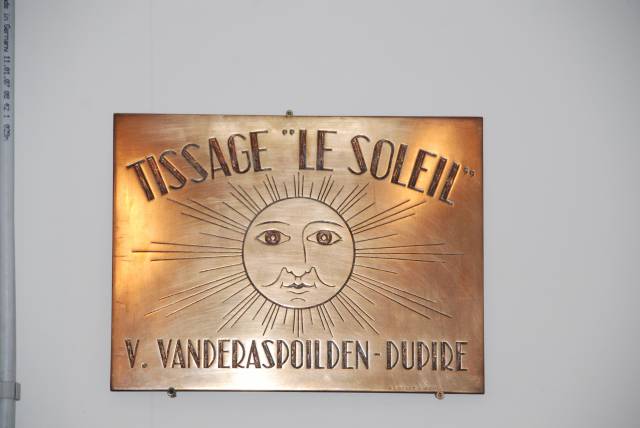 TISSAGE "LE SOLEIL"
V. VANDERASPOILDEN-DUPIRE